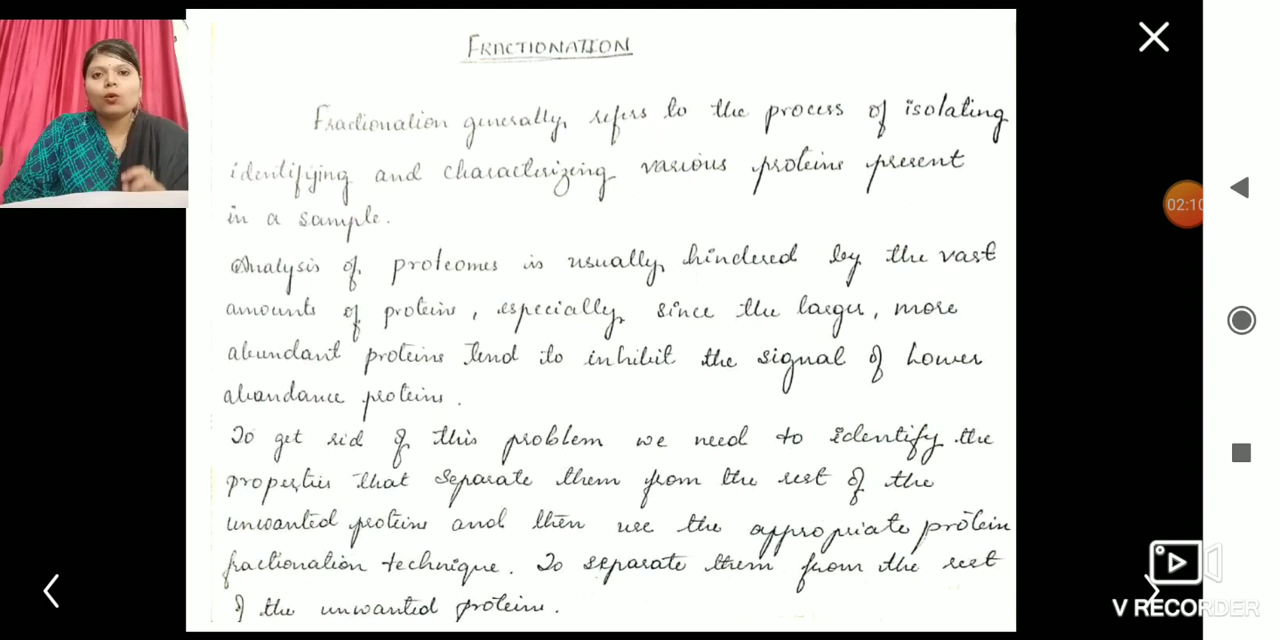 FRACTIONATION
Fractionation generally refers to the process of isolating
identifying and characterizing various proteins present
in a sample.
Analysis of proteomes is usually hindered by the vast
amounts of proteins, especially since the larger, more
abundant proteins tend to inhibit the signal of lower
abundance proteins.
To get rid of this problem we need to identify the
properties that separate them from the rest of the
unwanted proteins and then use the appropriate protein
fractionation technique. To separate them from the rest
of the unwanted proteins.
02:10
V RECORDER